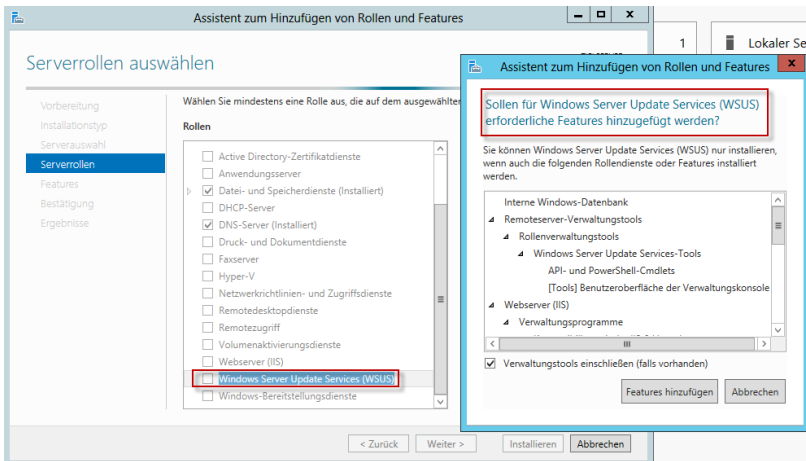 Assistent zum Hinzufügen von Rollen und Features
Serverrollen auswählen
Vorbereitung
Installationstyp
Serverauswahl
Serverrollen
Features
Bestätigung
Ergebnisse
Wählen Sie mindestens eine Rolle aus, die auf dem ausgewählten
Rollen
Active Directory-Zertifikatdienste
Anwendungsserver
Datei- und Speicherdienste (Installiert)
DHCP-Server
DNS-Server (Installiert)
Druck- und Dokumentdienste
Faxserver
Hyper-V
Netzwerkrichtlinien- und Zugriffsdienste
Remotedesktopdienste
Remotezugriff
Volumenaktivierungsdienste
Webserver (IIS)
Windows Server Update Services (WSUS)
Windows-Bereitstellungsdienste
< Zurück
Weiter >
Installieren
Abbrechen
1
Lokaler Se
Assistent zum Hinzufügen von Rollen und Features
Sollen für Windows Server Update Services (WSUS)
erforderliche Features hinzugefügt werden?
Sie können Windows Server Update Services (WSUS) nur installieren,
wenn auch die folgenden Rollendienste oder Features installiert
werden.
Interne Windows-Datenbank
Remoteserver-Verwaltungstools
Rollenverwaltungstools
Windows Server Update Services-Tools
API- und PowerShell-Cmdlets
[Tools] Benutzeroberfläche der Verwaltungskonsole
Webserver (IIS)
Verwaltungsprogramme
Verwaltungstools einschließen (falls vorhanden)
Features hinzufügen
Abbrechen